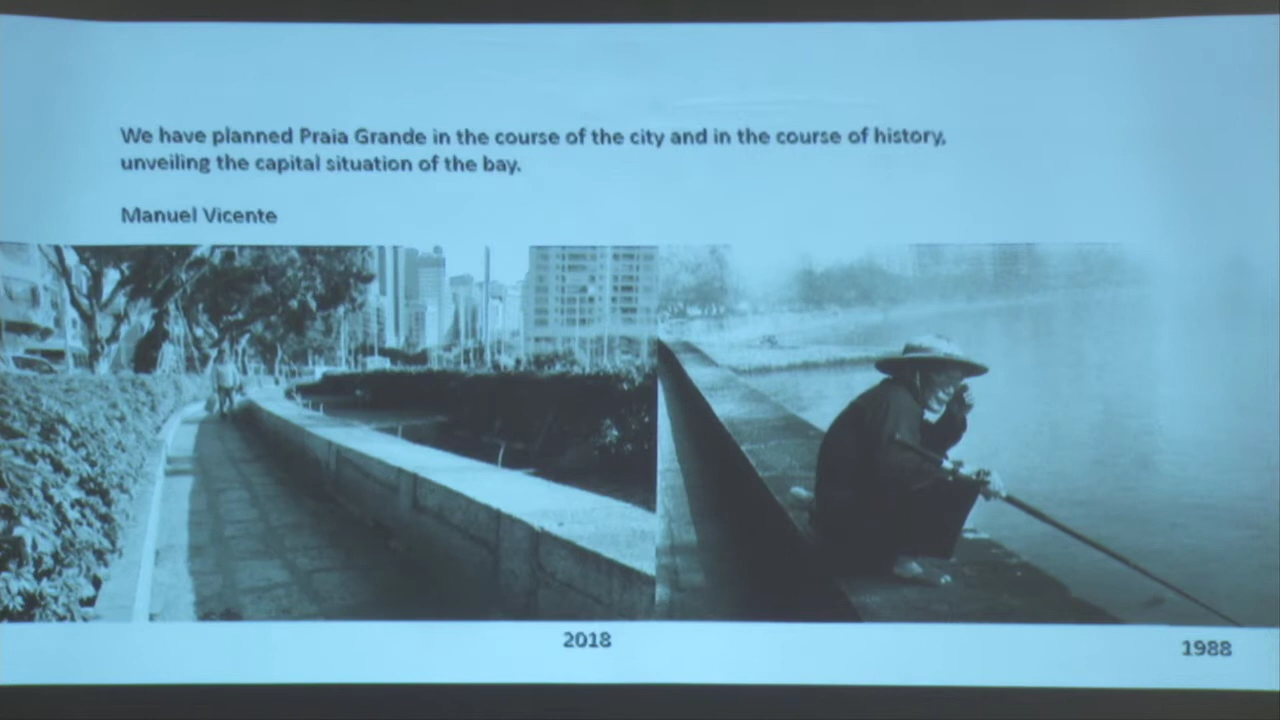 We have planned Praia Grande in the course of the city and in the course of history,
unveiling the capital situation of the bay.
Manuel Vicente
2018
1988